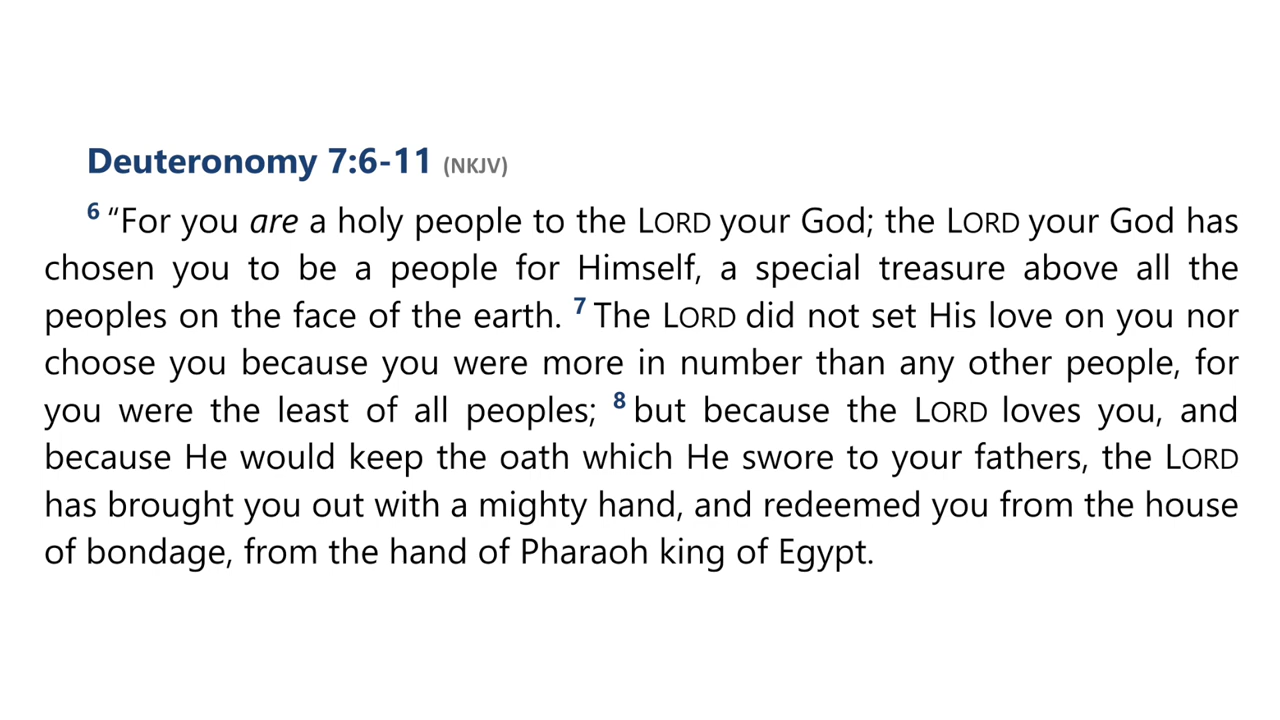 Deuteronomy 7:6-11 (NKJV)
6 “For you are a holy people to the LORD your God; the LORD your God has
chosen you to be a people for Himself, a special treasure above all the
peoples on the face of the earth. 7 The LORD did not set His love on you nor
choose you because you were more in number than any other people, for
you were the least of all peoples; 8 but because the LORD loves you, and
because He would keep the oath which He swore to your fathers, the LORD
has brought you out with a mighty hand, and redeemed you from the house
of bondage, from the hand of Pharaoh king of Egypt.